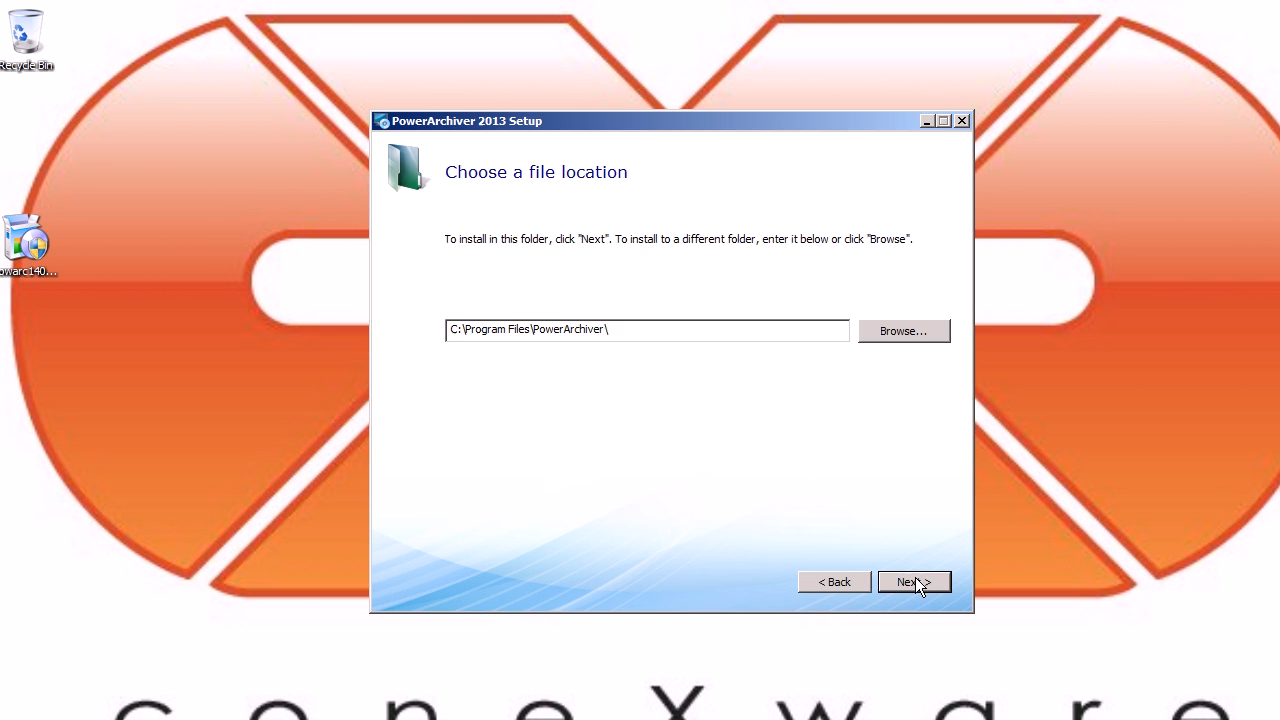 Recycle Bin
PowerArchiver 2013 Setup
Choose a file location
To install in this folder, click "Next". To install to a different folder, enter it below or click "Browse".
owarc140...
C:\Program Files\PowerArchiver\
Browse...
< Back
Next >
coneXware